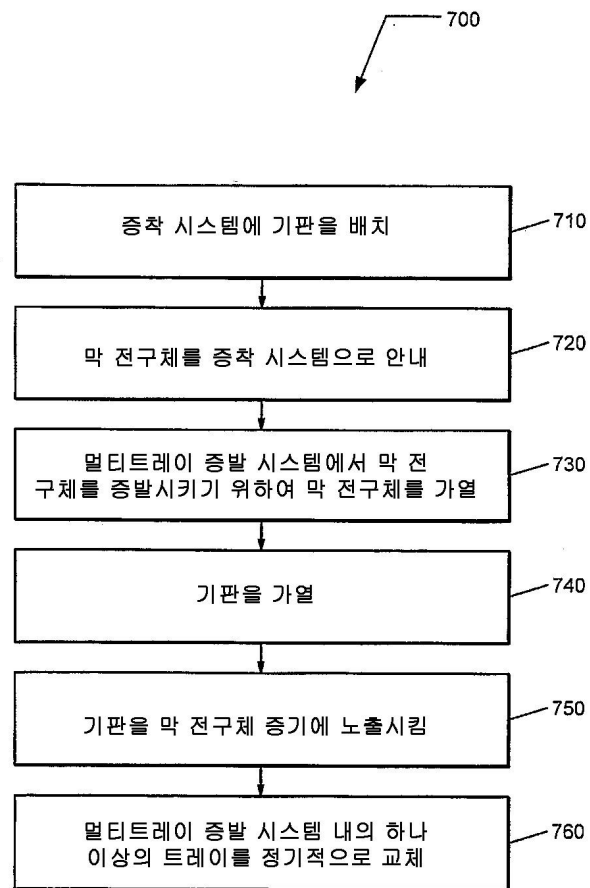 700
증착 시스템에 기판을 배치
710
막 전구체를 증착 시스템으로 안내
720
멀티트레이 증발 시스템에서 막 전
구체를 증발시키기 위하여 막 전구체를 가열
730
기판을 가열
740
기판을 막 전구체 증기에 노출시킴
750
멀티트레이 증발 시스템 내의 하나
이상의 트레이를 정기적으로 교체
760